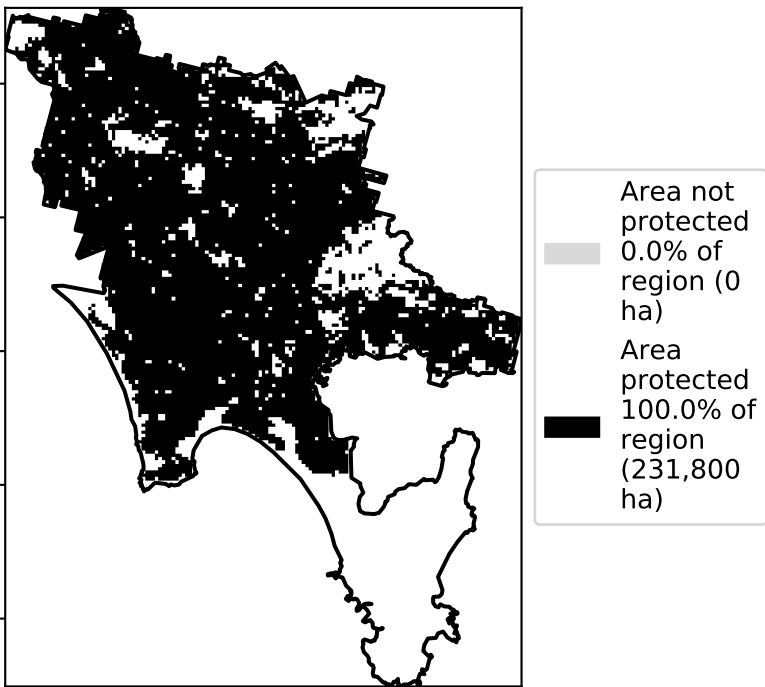 Area not
protected
0.0% of
region (0
ha)
Area
protected
100.0% of
region
(231,800
ha)